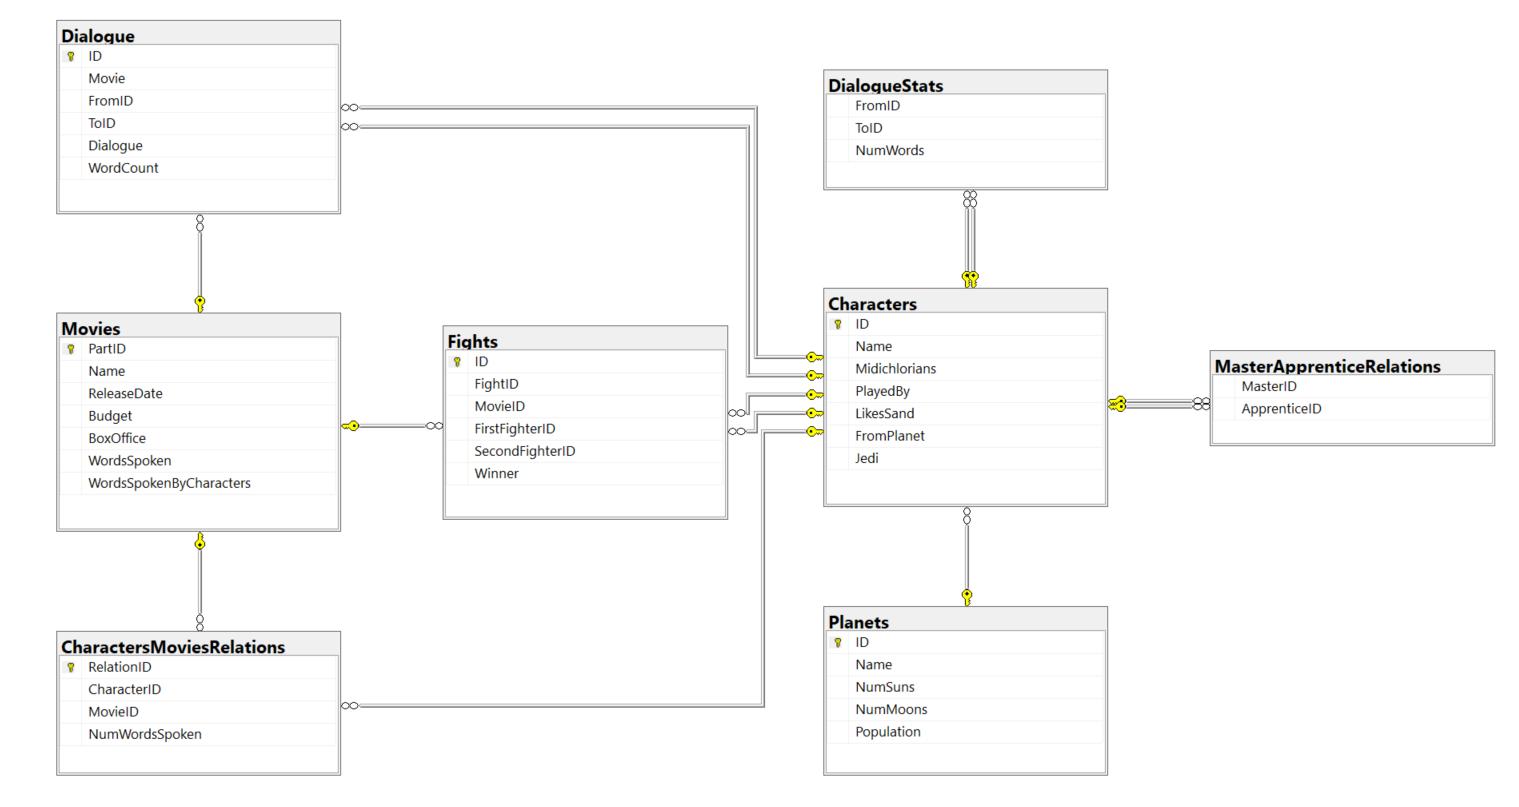 Dialogue
ID
Movie
FromID
ToID
Dialogue
WordCount
DialogueStats
FromID
ToID
NumWords
Movies
PartID
Name
ReleaseDate
Budget
BoxOffice
WordsSpoken
WordsSpokenByCharacters
Fights
ID
FightID
MovieID
FirstFighterID
SecondFighterID
Winner
Characters
ID
Name
Midichlorians
PlayedBy
LikesSand
FromPlanet
Jedi
MasterApprenticeRelations
MasterID
ApprenticeID
CharactersMoviesRelations
RelationID
CharacterID
MovieID
NumWordsSpoken
Planets
ID
Name
NumSuns
NumMoons
Population